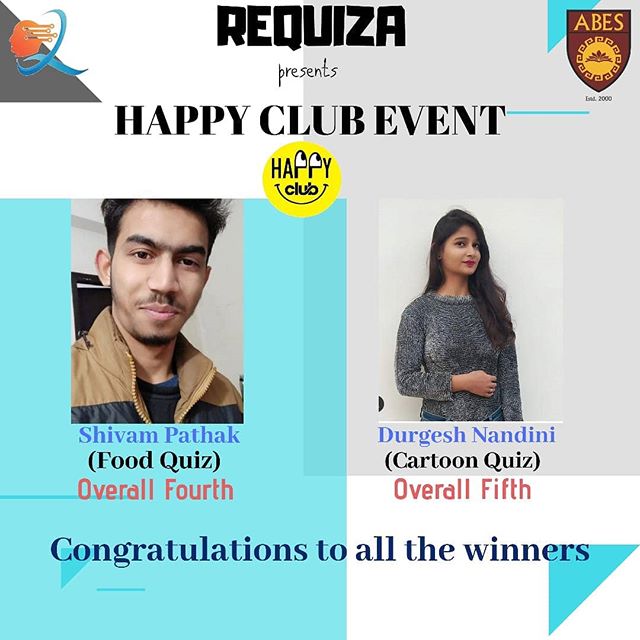 REQUIZA
presents
ABES
Estd. 2000
HAPPY CLUB EVENT
HAPPY
club
Shivam Pathak
(Food Quiz)
Overall Fourth
Durgesh Nandini
(Cartoon Quiz)
Overall Fifth
Congratulations to all the winners